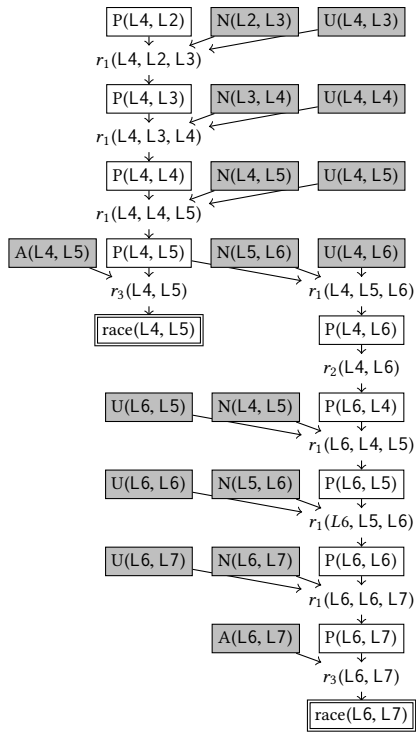 P(L4, L2) N(L2, L3) U(L4, L3)
r₁(L4, L2, L3)
P(L4, L3) N(L3, L4) U(L4, L4)
r₁(L4, L3, L4)
P(L4, L4) N(L4, L5) U(L4, L5)
r₁(L4, L4, L5)
A(L4, L5) P(L4, L5) N(L5, L6) U(L4, L6)
r₃(L4, L5) r₁(L4, L5, L6)
race(L4, L5) P(L4, L6)
r₂(L4, L6)
U(L6, L5) N(L4, L5) P(L6, L4)
r₁(L6, L4, L5)
U(L6, L6) N(L5, L6) P(L6, L5)
r₁(L6, L5, L6)
U(L6, L7) N(L6, L7) P(L6, L6)
r₁(L6, L6, L7)
A(L6, L7) P(L6, L7)
r₃(L6, L7)
race(L6, L7)